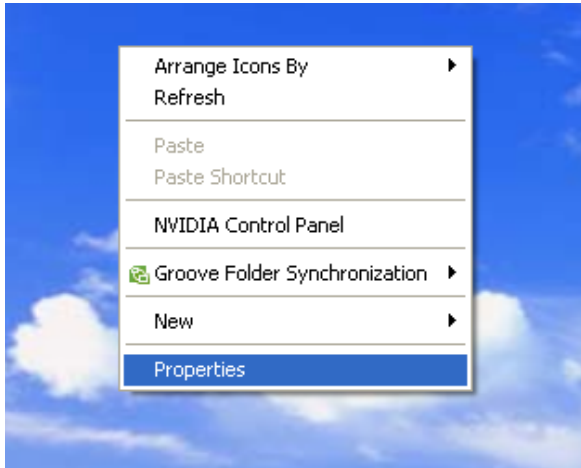 Arrange Icons By
Refresh
Paste
Paste Shortcut
NVIDIA Control Panel
Groove Folder Synchronization
New
Properties